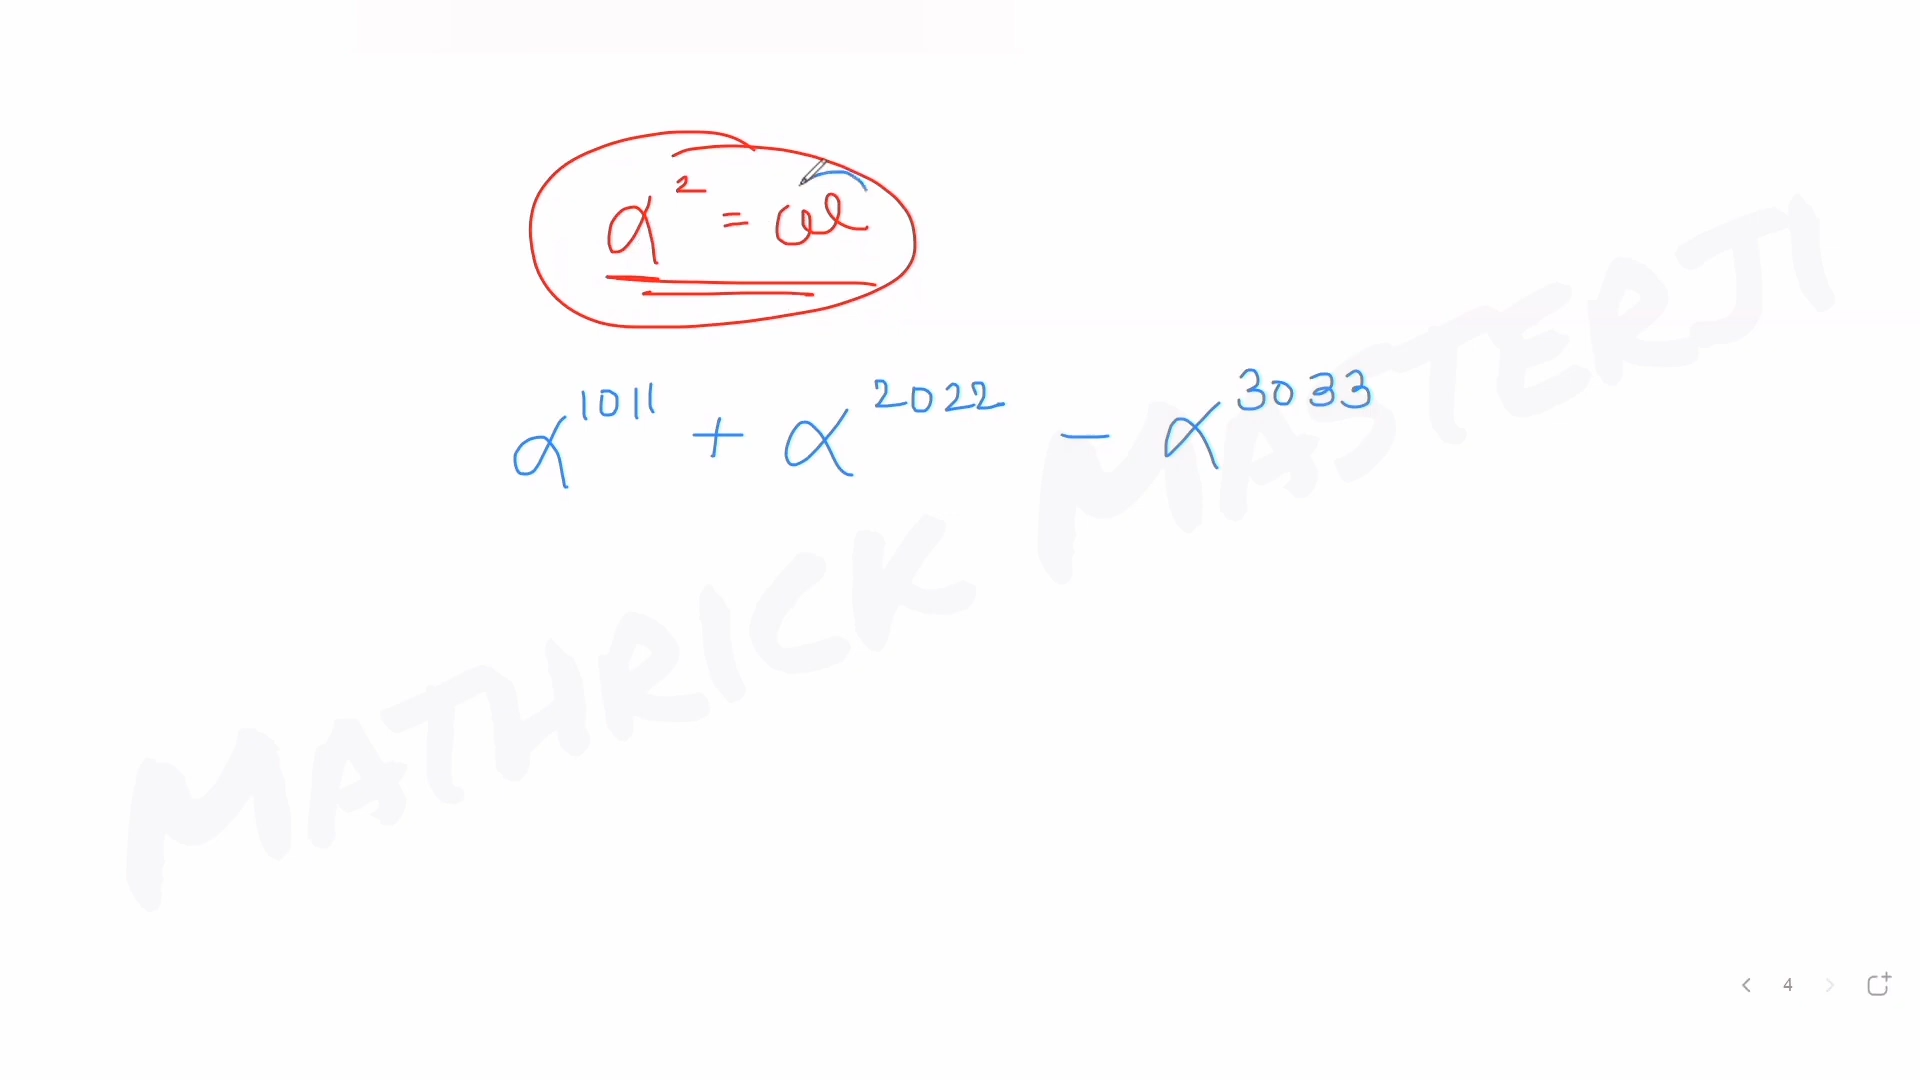 α² = ω
α¹⁰¹¹ + α²⁰²² − α³⁰³³
MATHRICK MASTERJI
< 4 >